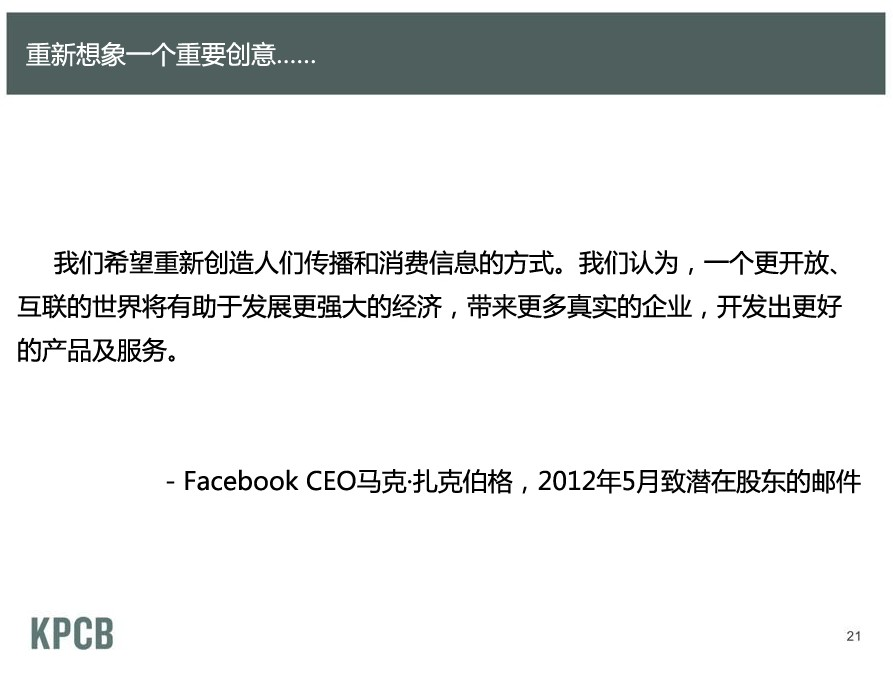 重新想象一个重要创意......
我们希望重新创造人们传播和消费信息的方式。我们认为，一个更开放、
互联的世界将有助于发展更强大的经济，带来更多真实的企业，开发出更好
的产品及服务。
- Facebook CEO马克·扎克伯格，2012年5月致潜在股东的邮件
KPCB
21